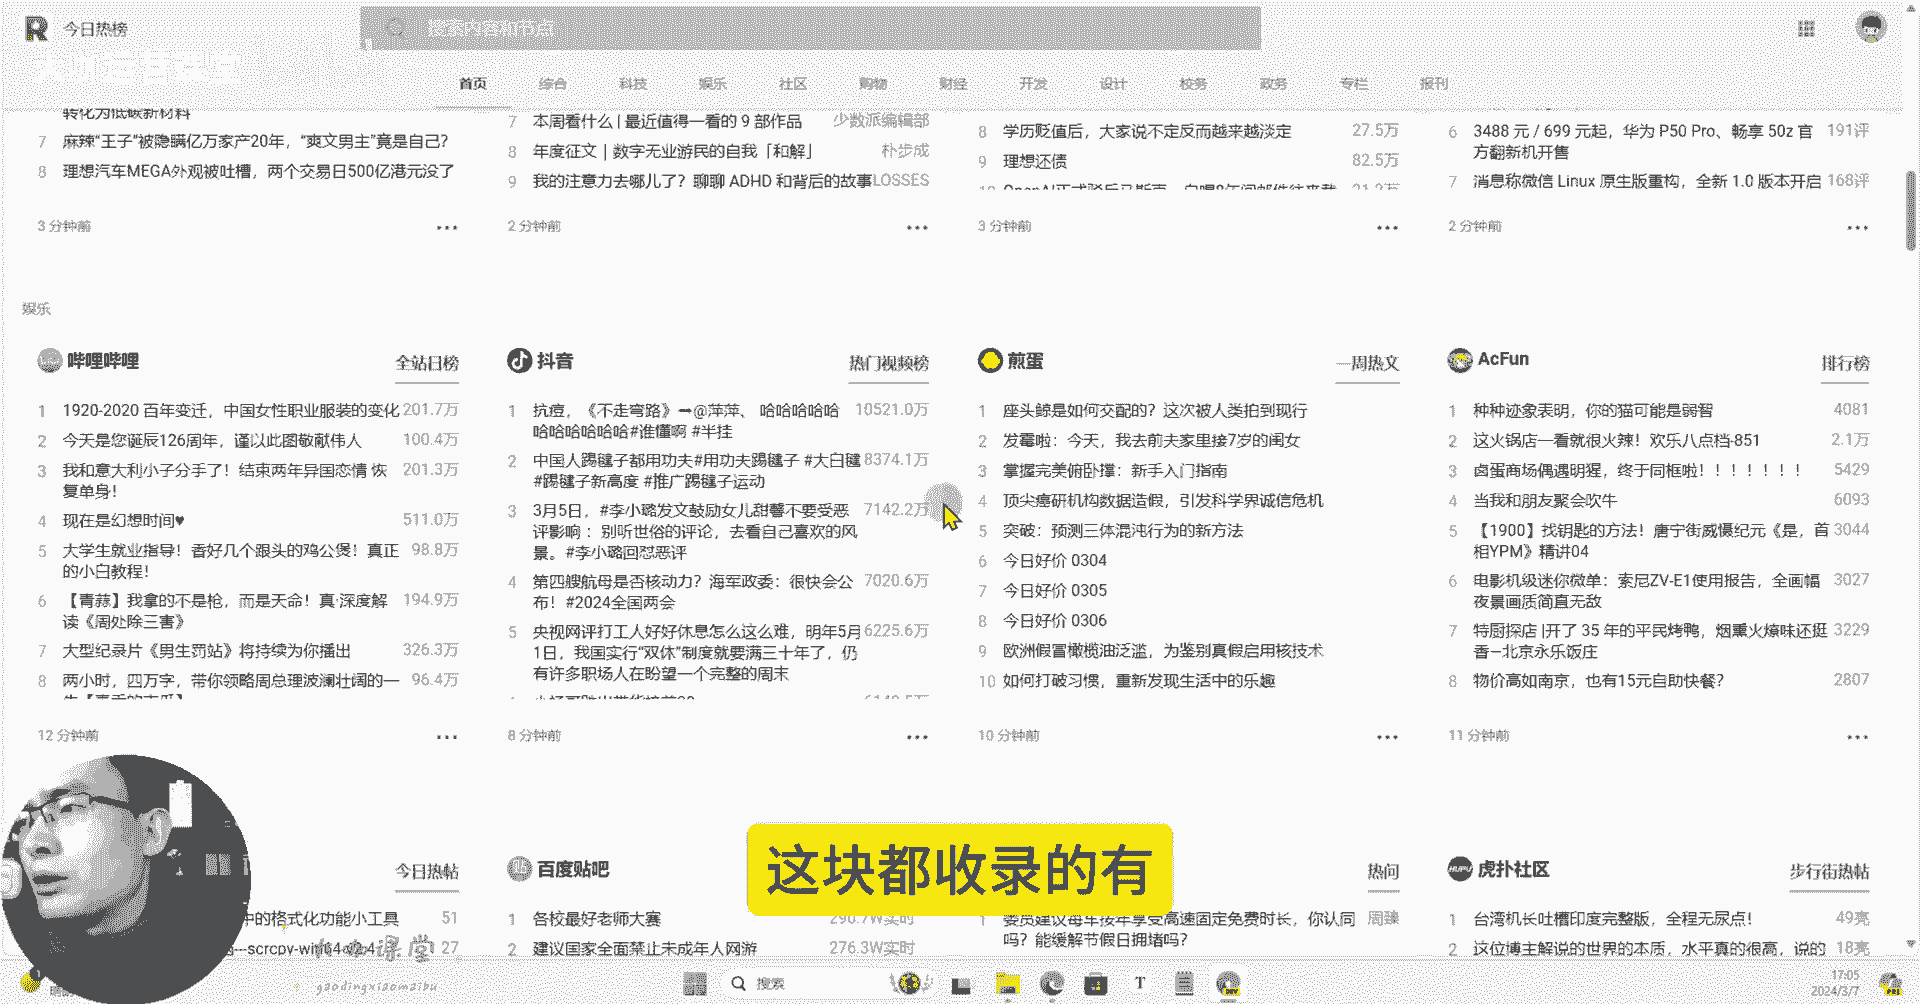 今日热榜
搜索内容和节点
首页 综合 科技 娱乐 社区 购物 财经 开发 设计 校务 政务 专栏 报刊
转化为低碳新材料
7 麻辣“王子”被隐瞒亿万家产20年，“爽文男主”竟是自己?
8 理想汽车MEGA外观被吐槽，两个交易日500亿港元没了
3 分钟前
7 本周看什么 | 最近值得一看的 9 部作品 少数派编辑部
8 年度征文｜数字无业游民的自我「和解」 朴步成
9 我的注意力去哪儿了？聊聊 ADHD 和背后的故事 LOSSES
2 分钟前
8 学历贬值后，大家说不定反而越来越淡定 27.5万
9 理想还债 82.5万
3 分钟前
6 3488 元 / 699 元起，华为 P50 Pro、畅享 50z 官 191评
方翻新机开售
7 消息称微信 Linux 原生版重构，全新 1.0 版本开启 168评
2 分钟前
娱乐
哔哩哔哩 全站日榜
1 1920-2020 百年变迁，中国女性职业服装的变化 201.7万
2 今天是您诞辰126周年，谨以此图敬献伟人 100.4万
3 我和意大利小子分手了！结束两年异国恋情 恢 201.3万
复单身！
4 现在是幻想时间♥ 511.0万
5 大学生就业指导！香好几个跟头的鸡公煲！真正 98.8万
的小白教程！
6 【青蒜】我拿的不是枪，而是天命！真·深度解 194.9万
读《周处除三害》
7 大型纪录片《男生罚站》将持续为你播出 326.3万
8 两小时，四万字，带你领略周总理波澜壮阔的一 96.4万
12 分钟前
抖音 热门视频榜
1 抗痘，《不走弯路》➡@萍萍、 哈哈哈哈哈 10521.0万
哈哈哈哈哈哈#谁懂啊 #半挂
2 中国人踢毽子都用功夫#用功夫踢毽子 #大白毽 8374.1万
#踢毽子新高度 #推广踢毽子运动
3 3月5日，#李小璐发文鼓励女儿甜馨不要受恶 7142.2万
评影响 ：别听世俗的评论，去看自己喜欢的风
景。#李小璐回怼恶评
4 第四艘航母是否核动力？海军政委：很快会公 7020.6万
布！#2024全国两会
5 央视网评打工人好好休息怎么这么难，明年5月 6225.6万
1日，我国实行“双休”制度就要满三十年了，仍
有许多职场人在盼望一个完整的周末
8 分钟前
煎蛋 一周热文
1 座头鲸是如何交配的？这次被人类拍到现行
2 发霉啦：今天，我去前夫家里接7岁的闺女
3 掌握完美俯卧撑：新手入门指南
4 顶尖癌研机构数据造假，引发科学界诚信危机
5 突破：预测三体混沌行为的新方法
6 今日好价 0304
7 今日好价 0305
8 今日好价 0306
9 欧洲假冒橄榄油泛滥，为鉴别真假启用核技术
10 如何打破习惯，重新发现生活中的乐趣
10 分钟前
AcFun 排行榜
1 种种迹象表明，你的猫可能是弱智 4081
2 这火锅店一看就很火辣！欢乐八点档-851 2.1万
3 卤蛋商场偶遇明猩，终于同框啦！！！！！！！ 5429
4 当我和朋友聚会吹牛 6093
5 【1900】找钥匙的方法！唐宁街威慑纪元《是，首 3044
相YPM》精讲04
6 电影机级迷你微单：索尼ZV-E1使用报告，全画幅 3027
夜景画质简直无敌
7 特厨探店 |开了 35 年的平民烤鸭，烟熏火燎味还挺 3229
香—北京永乐饭庄
8 物价高如南京，也有15元自助快餐？ 2807
11 分钟前
今日热帖
中的格式化功能小工具 51
27
百度贴吧
1 各校最好老师大赛 290.7W实时
2 建议国家全面禁止未成年人网游 276.3W实时
热问
1 委员建议每车按年享受高速固定免费时长，你认同 周臻
吗？能缓解节假日拥堵吗？
虎扑社区 步行街热帖
1 台湾机长吐槽印度完整版，全程无尿点！ 49亮
2 这位博主解说的世界的本质，水平真的很高，说的 18亮
这块都收录的有
gaodingxiaomaibu
搜索
17:05
2024/3/7